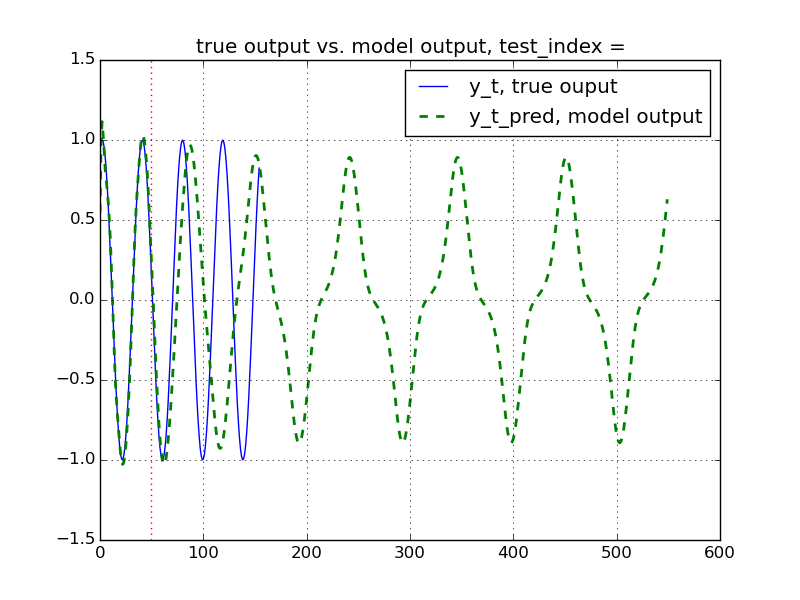 true output vs. model output, test_index =
y_t, true ouput
y_t_pred, model output
1.5
1.0
0.5
0.0
−0.5
−1.0
−1.5
0 100 200 300 400 500 600